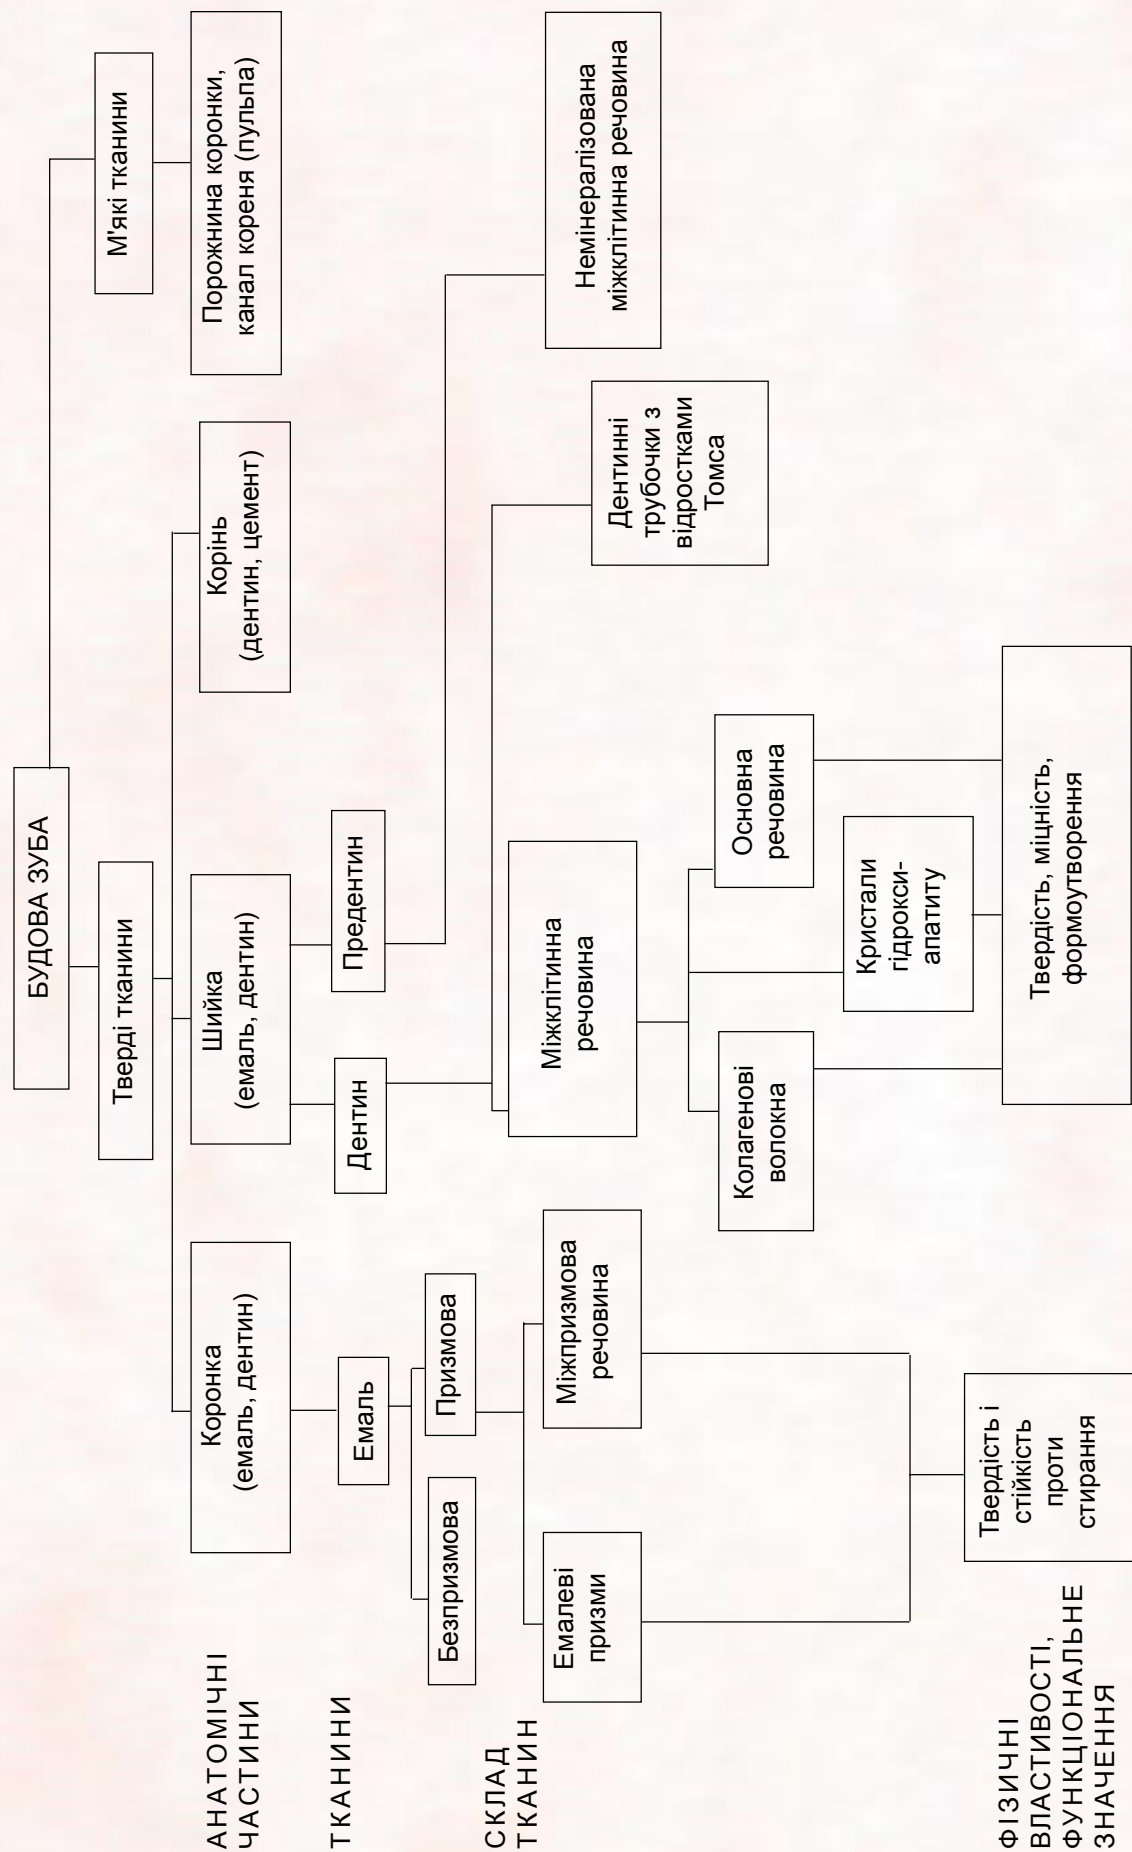 БУДОВА ЗУБА
Тверді тканини
М'які тканини
АНАТОМІЧНІ
ЧАСТИНИ
Коронка
(емаль, дентин)
Шийка
(емаль, дентин)
Корінь
(дентин, цемент)
Порожнина коронки,
канал кореня (пульпа)
ТКАНИНИ
Емаль
Дентин
Предентин
Безпризмова
Призмова
СКЛАД
ТКАНИН
Емалеві
призми
Міжпризмова
речовина
Міжклітинна
речовина
Дентинні
трубочки з
відростками
Томса
Немінералізована
міжклітинна речовина
Колагенові
волокна
Кристали
гідрокси-
апатиту
Основна
речовина
ФІЗИЧНІ
ВЛАСТИВОСТІ,
ФУНКЦІОНАЛЬНЕ
ЗНАЧЕННЯ
Твердість і
стійкість
проти
стирання
Твердість, міцність,
формоутворення